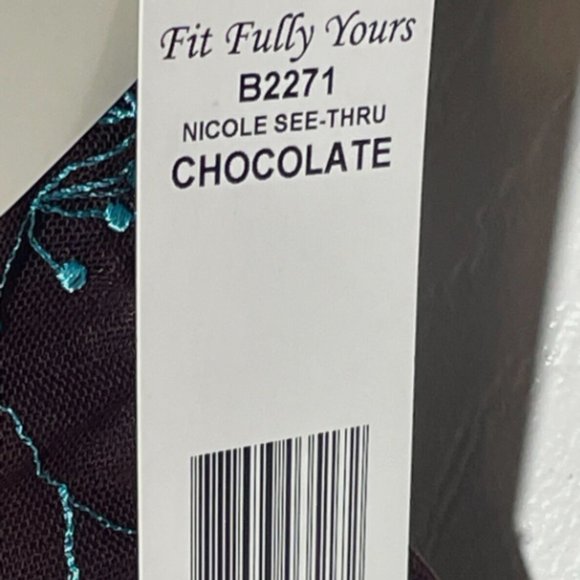 Fit Fully Yours
B2271
NICOLE SEE-THRU
CHOCOLATE